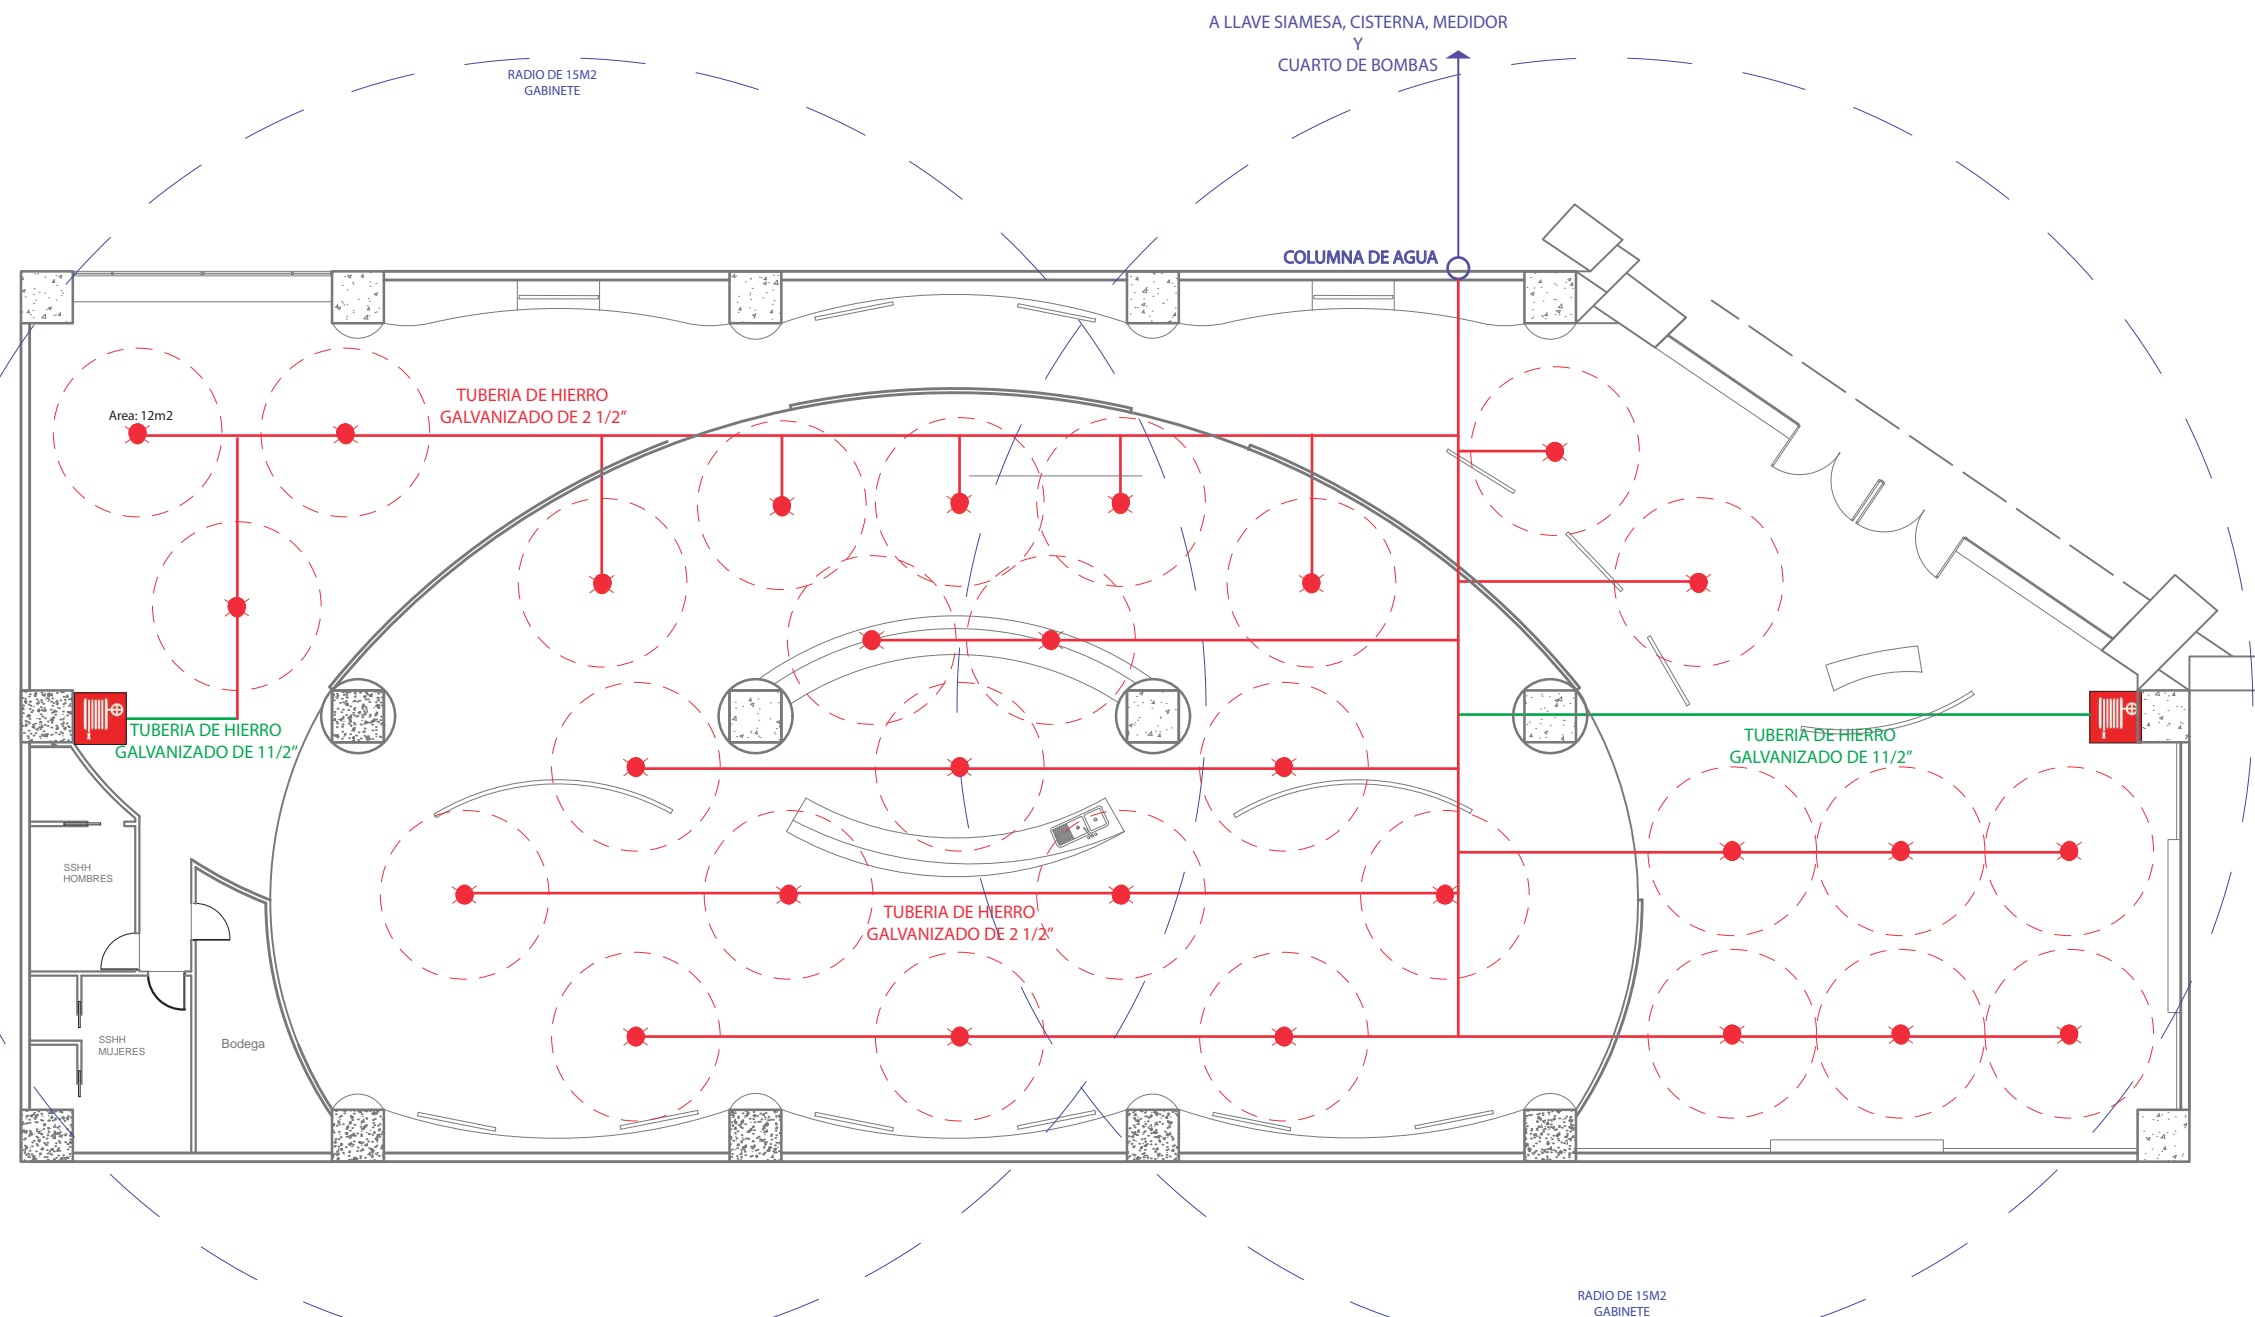 A LLAVE SIAMESA, CISTERNA, MEDIDOR
Y
CUARTO DE BOMBAS
RADIO DE 15M2
GABINETE
COLUMNA DE AGUA
TUBERIA DE HIERRO
GALVANIZADO DE 2 1/2”
Area: 12m2
TUBERIA DE HIERRO
GALVANIZADO DE 11/2”
TUBERIA DE HIERRO
GALVANIZADO DE 11/2”
SSHH
HOMBRES
TUBERIA DE HIERRO
GALVANIZADO DE 2 1/2”
SSHH
MUJERES
Bodega
RADIO DE 15M2
GABINETE